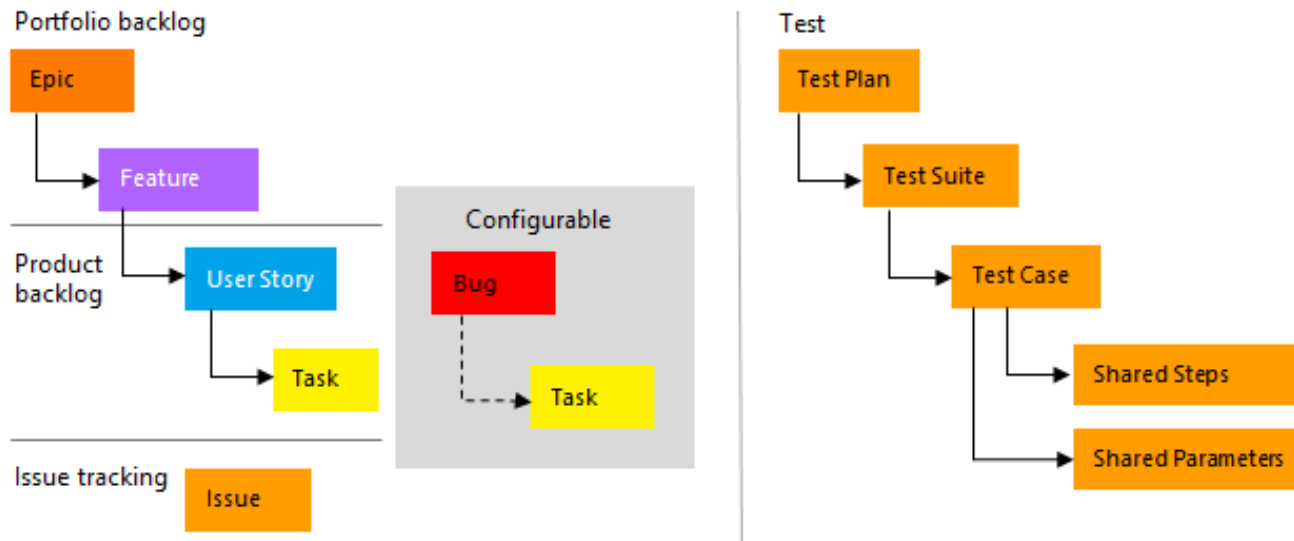 Portfolio backlog
Epic
Feature
Product
backlog
User Story
Task
Configurable
Bug
Task
Issue tracking
Issue
Test
Test Plan
Test Suite
Test Case
Shared Steps
Shared Parameters